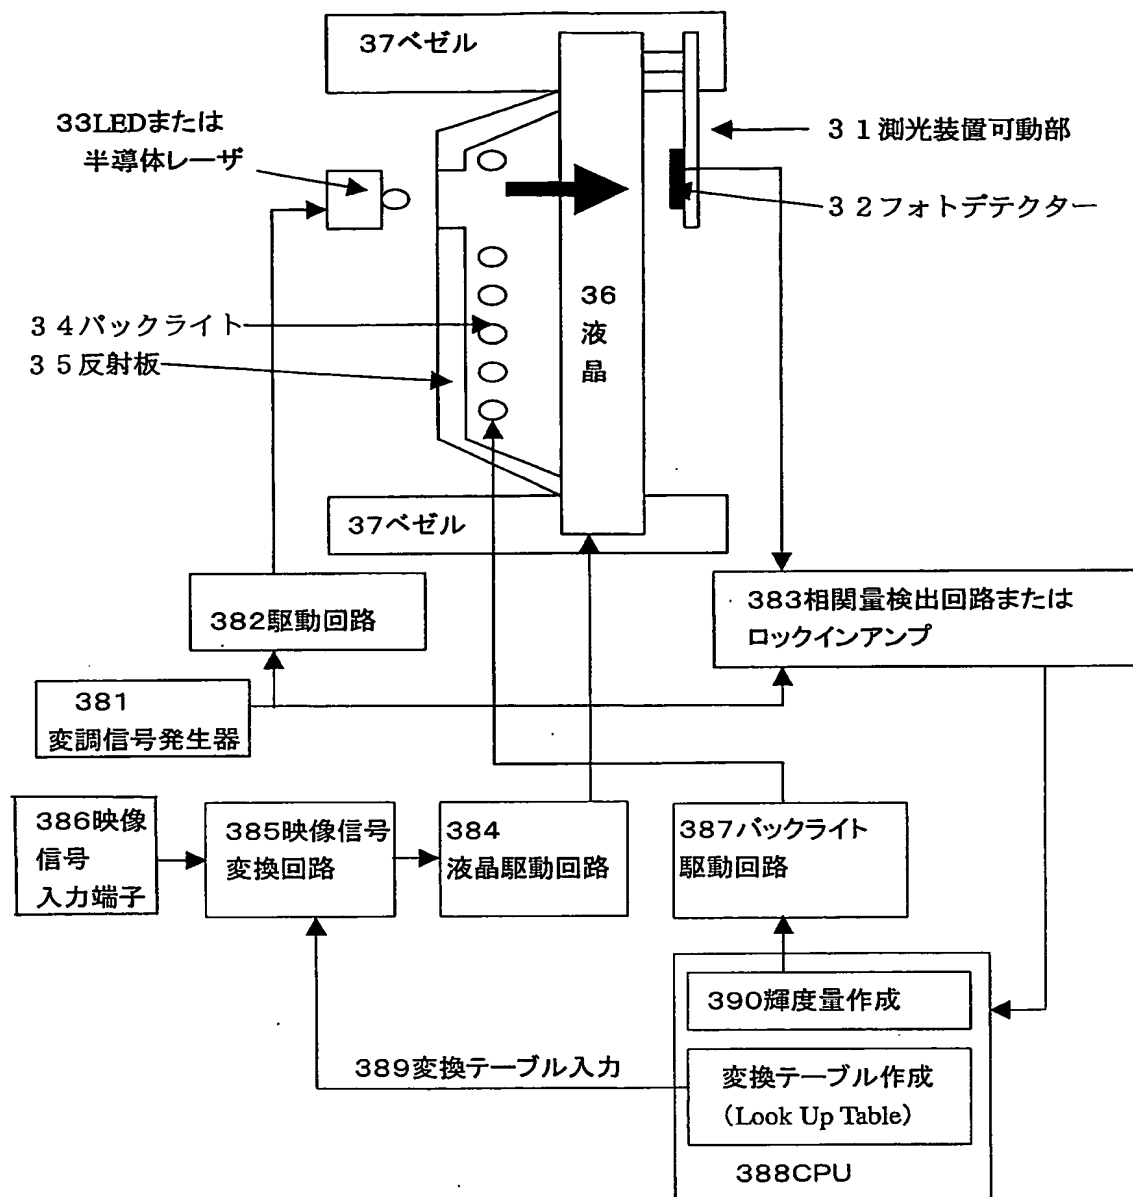 37ベゼル
33LEDまたは
半導体レーザ
31測光装置可動部
32フォトデテクター
36
液
晶
34バックライト
35反射板
37ベゼル
382駆動回路
383相関量検出回路または
ロックインアンプ
381
変調信号発生器
386映像
信号
入力端子
385映像信号
変換回路
384
液晶駆動回路
387バックライト
駆動回路
390輝度量作成
389変換テーブル入力
変換テーブル作成
(Look Up Table)
388CPU